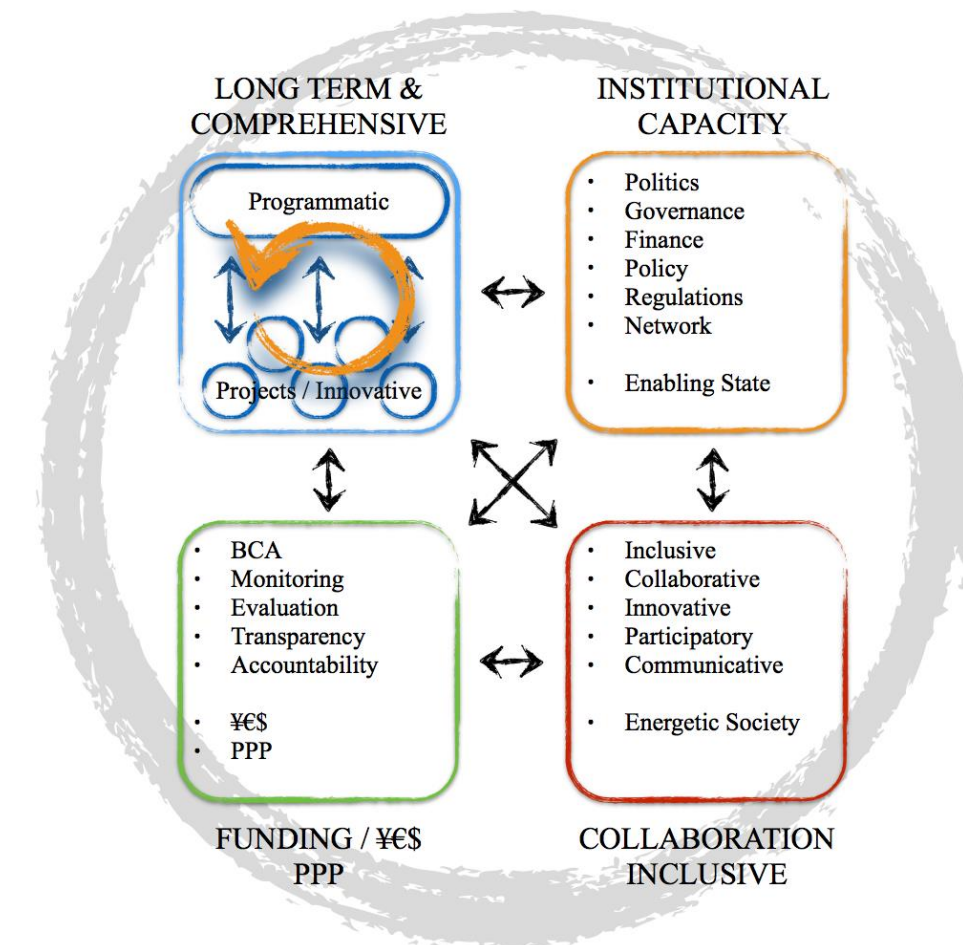 LONG TERM &
COMPREHENSIVE
Programmatic
Projects / Innovative
INSTITUTIONAL
CAPACITY
• Politics
• Governance
• Finance
• Policy
• Regulations
• Network
• Enabling State
• BCA
• Monitoring
• Evaluation
• Transparency
• Accountability
• ¥€$
• PPP
FUNDING / ¥€$
PPP
• Inclusive
• Collaborative
• Innovative
• Participatory
• Communicative
• Energetic Society
COLLABORATION
INCLUSIVE